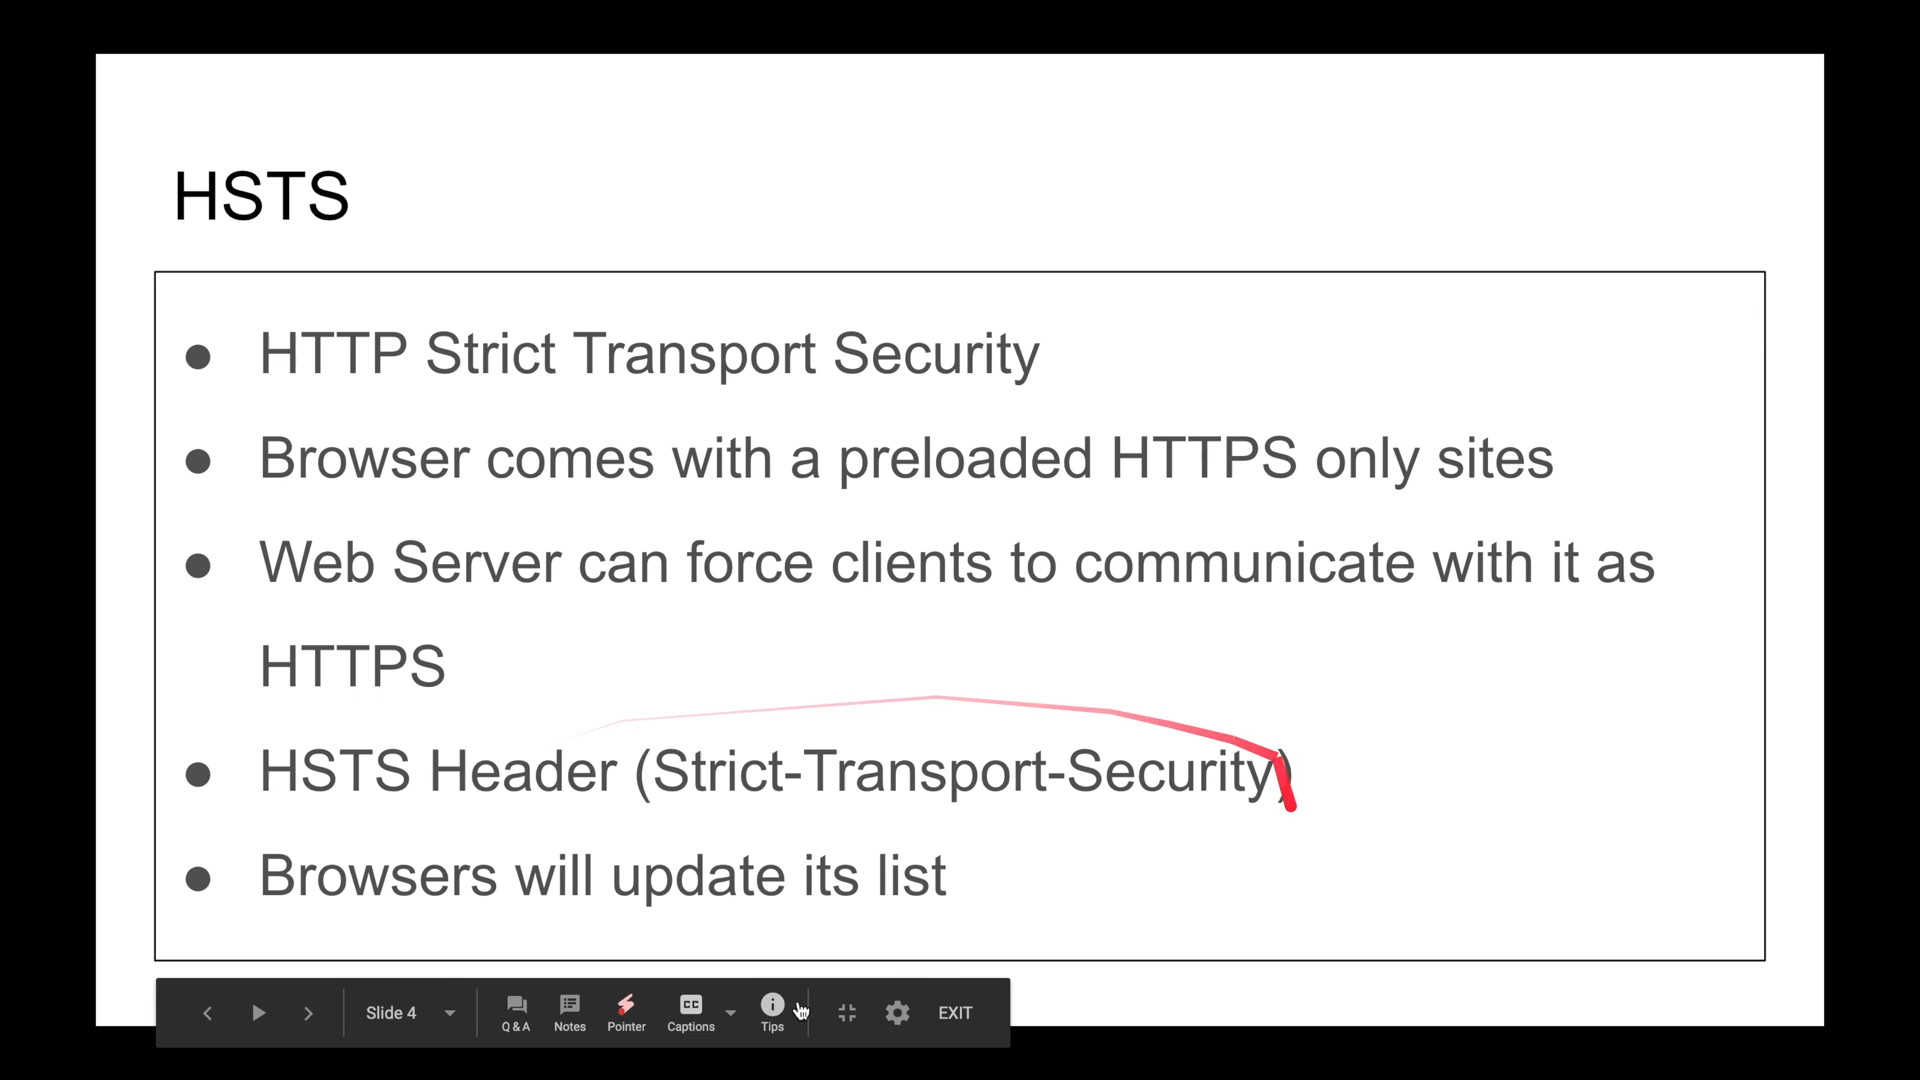 HSTS
● HTTP Strict Transport Security
● Browser comes with a preloaded HTTPS only sites
● Web Server can force clients to communicate with it as
HTTPS
● HSTS Header (Strict-Transport-Security)
● Browsers will update its list
Slide 4 Q & A Notes Pointer CC Captions Tips EXIT